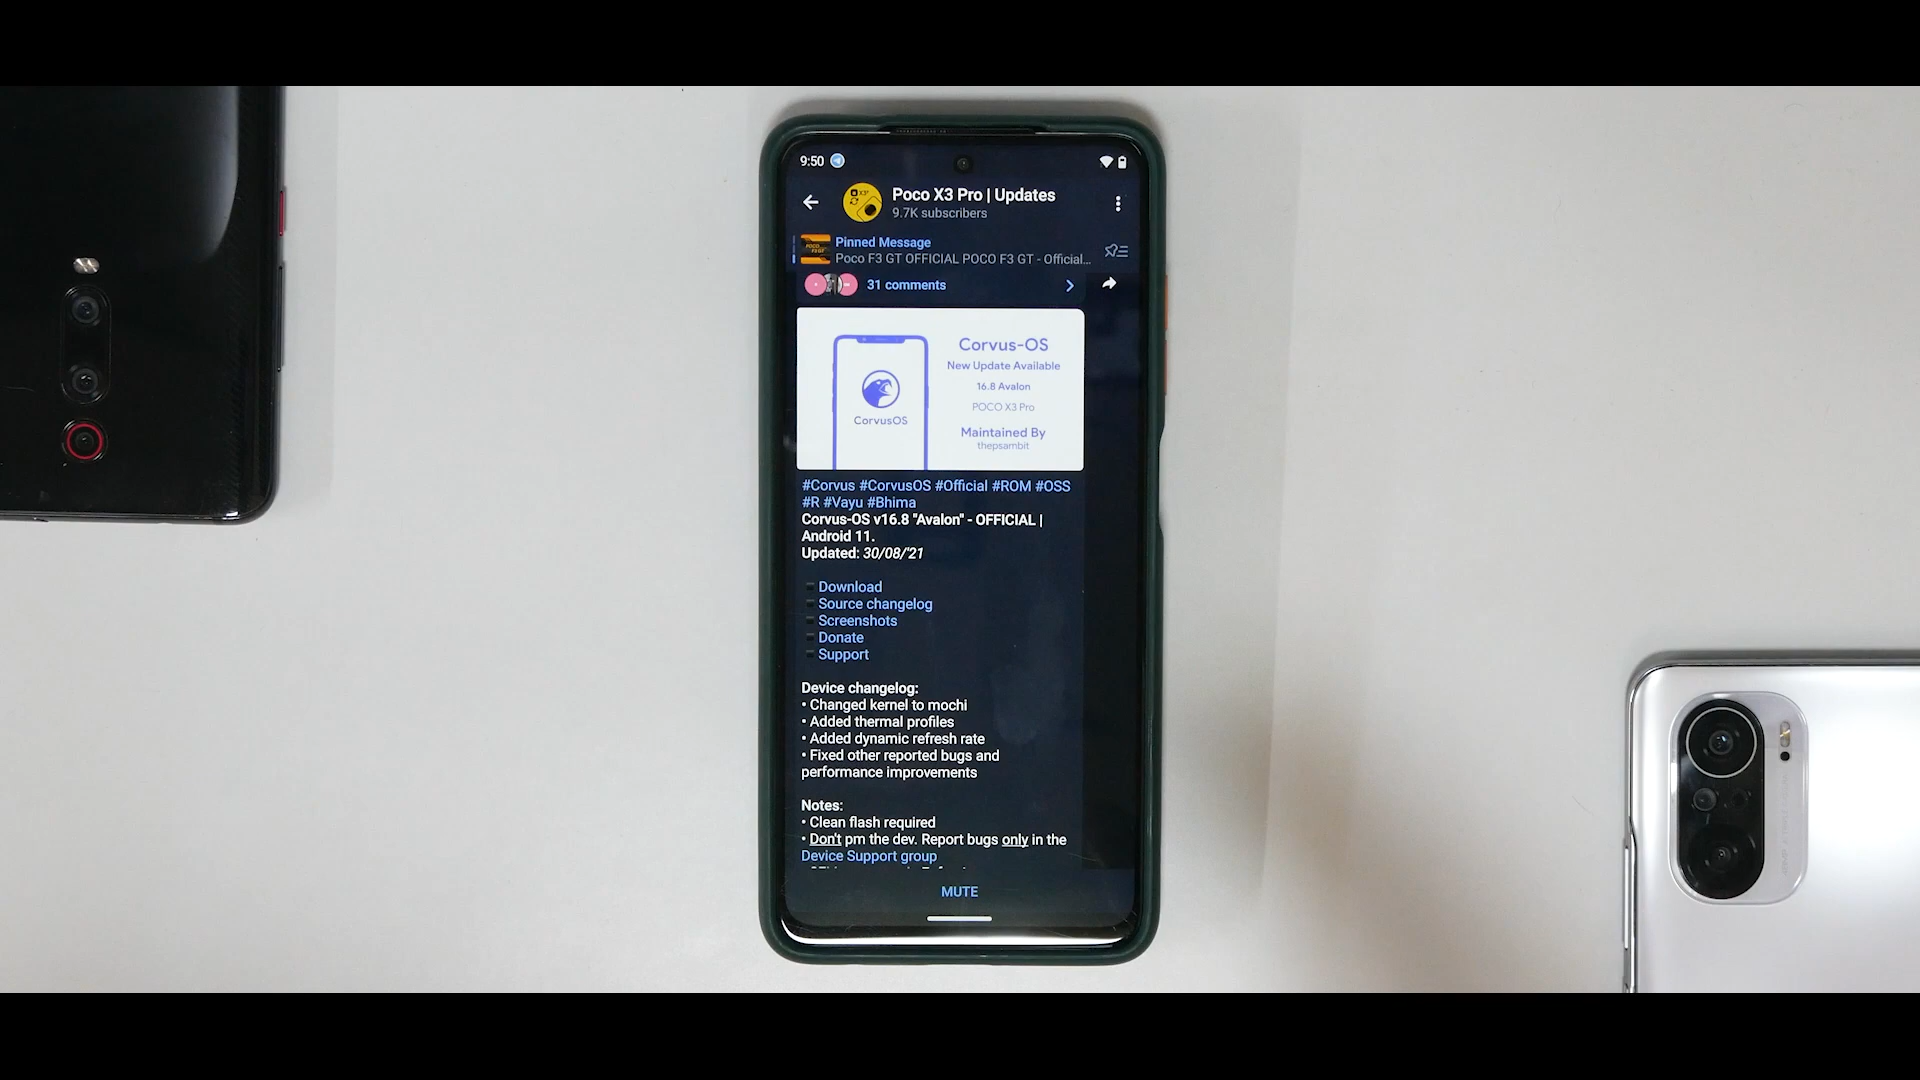 9:50
Poco X3 Pro | Updates
9.7K subscribers
Pinned Message
Poco F3 GT OFFICIAL POCO F3 GT - Official...
31 comments
Corvus-OS
New Update Available
16.8 Avalon
POCO X3 Pro
Maintained By
thepsambit
CorvusOS
#Corvus #CorvusOS #Official #ROM #OSS
#R #Vayu #Bhima
Corvus-OS v16.8 "Avalon" - OFFICIAL |
Android 11.
Updated: 30/08/'21
Download
Source changelog
Screenshots
Donate
Support
Device changelog:
• Changed kernel to mochi
• Added thermal profiles
• Added dynamic refresh rate
• Fixed other reported bugs and
performance improvements
Notes:
• Clean flash required
• Don't pm the dev. Report bugs only in the
Device Support group
MUTE